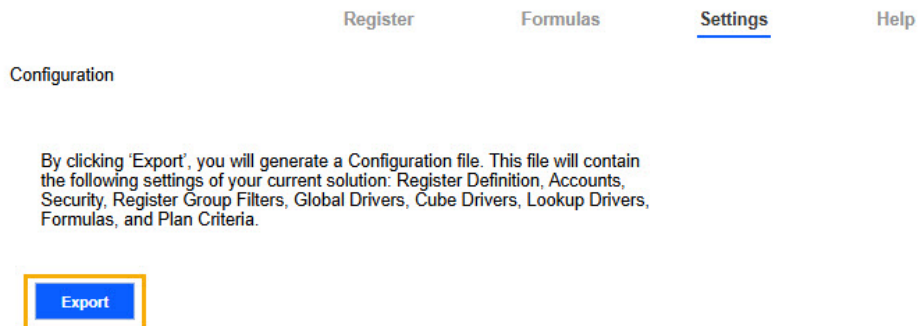 Register Formulas Settings Help
Configuration
By clicking ‘Export’, you will generate a Configuration file. This file will contain
the following settings of your current solution: Register Definition, Accounts,
Security, Register Group Filters, Global Drivers, Cube Drivers, Lookup Drivers,
Formulas, and Plan Criteria.
Export